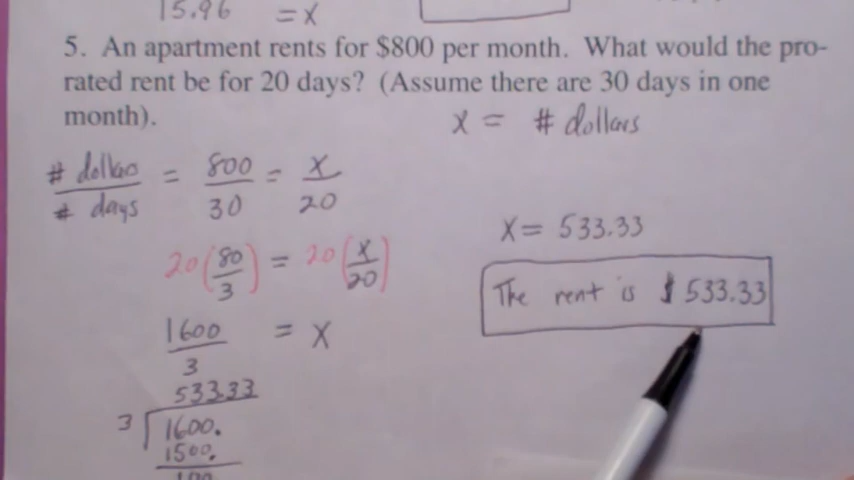 15.96 = x
5. An apartment rents for $800 per month. What would the pro-
rated rent be for 20 days? (Assume there are 30 days in one
month).
x = # dollars
# dollars / # days = 800 / 30 = x / 20
x = 533.33
20 (80 / 3) = 20 (x / 20)
The rent is $533.33
1600 / 3 = x
533.33
3 1600.
1500.
100